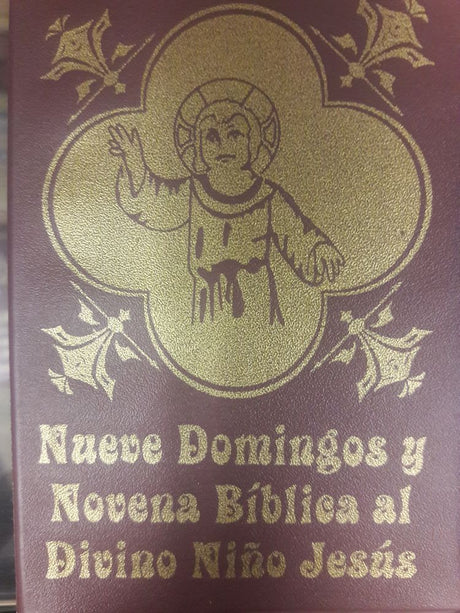 Nueve Domingos y
Novena Bíblica al
Divino Niño Jesús